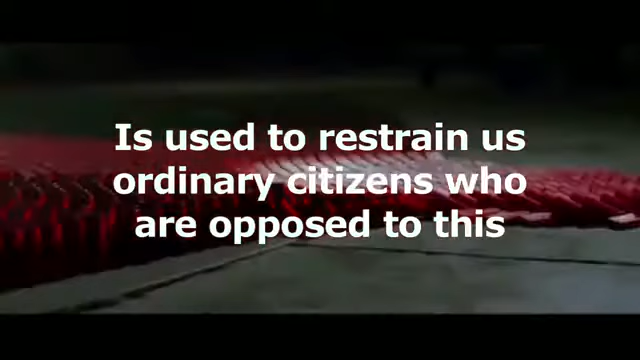 Is used to restrain us
ordinary citizens who
are opposed to this